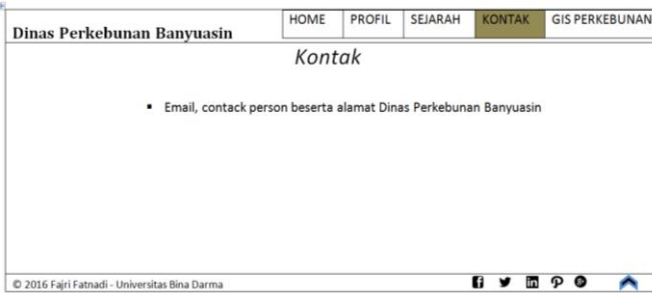 Dinas Perkebunan Banyuasin
HOME PROFIL SEJARAH KONTAK GIS PERKEBUNAN
Kontak
Email, contack person beserta alamat Dinas Perkebunan Banyuasin
© 2016 Fajri Fatnadi - Universitas Bina Darma